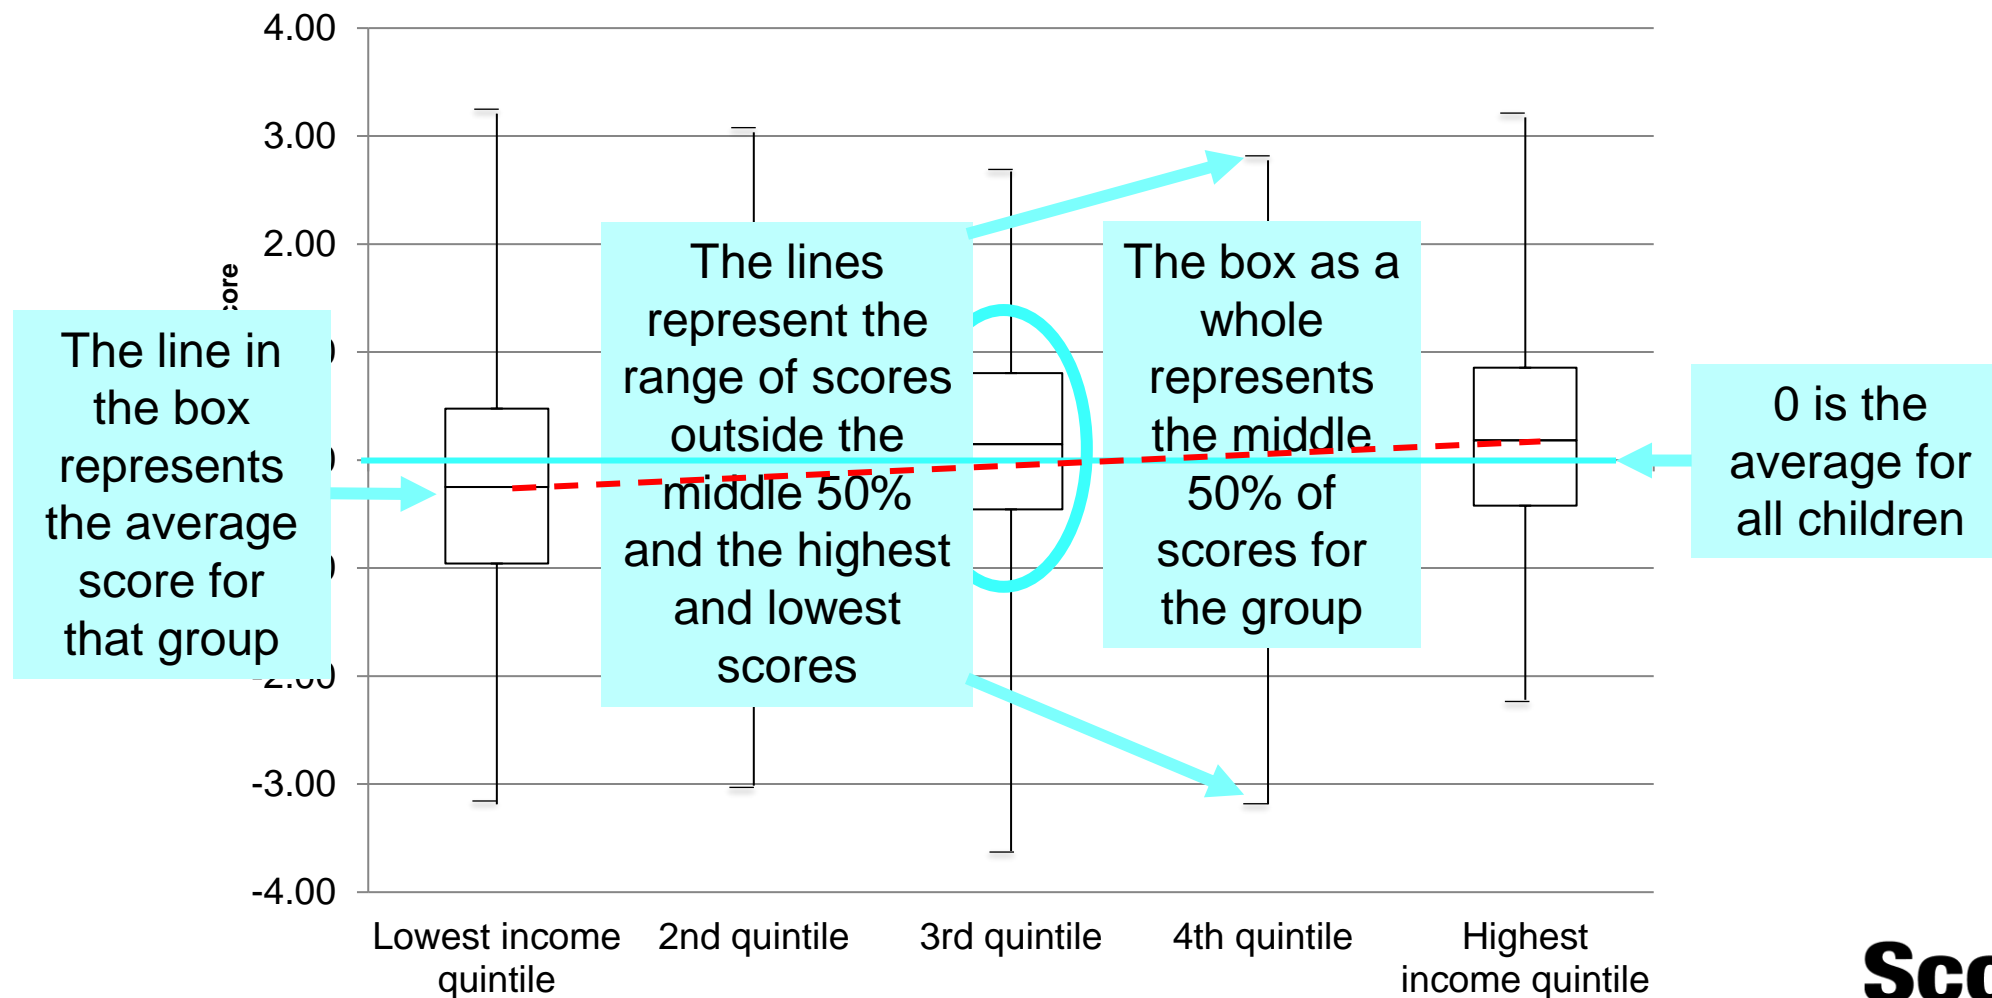 4.00
3.00
2.00
-2.00
-3.00
-4.00
The line in
the box
represents
the average
score for
that group
The lines
represent the
range of scores
outside the
middle 50%
and the highest
and lowest
scores
The box as a
whole
represents
the middle
50% of
scores for
the group
0 is the
average for
all children
Lowest income
quintile
2nd quintile
3rd quintile
4th quintile
Highest
income quintile